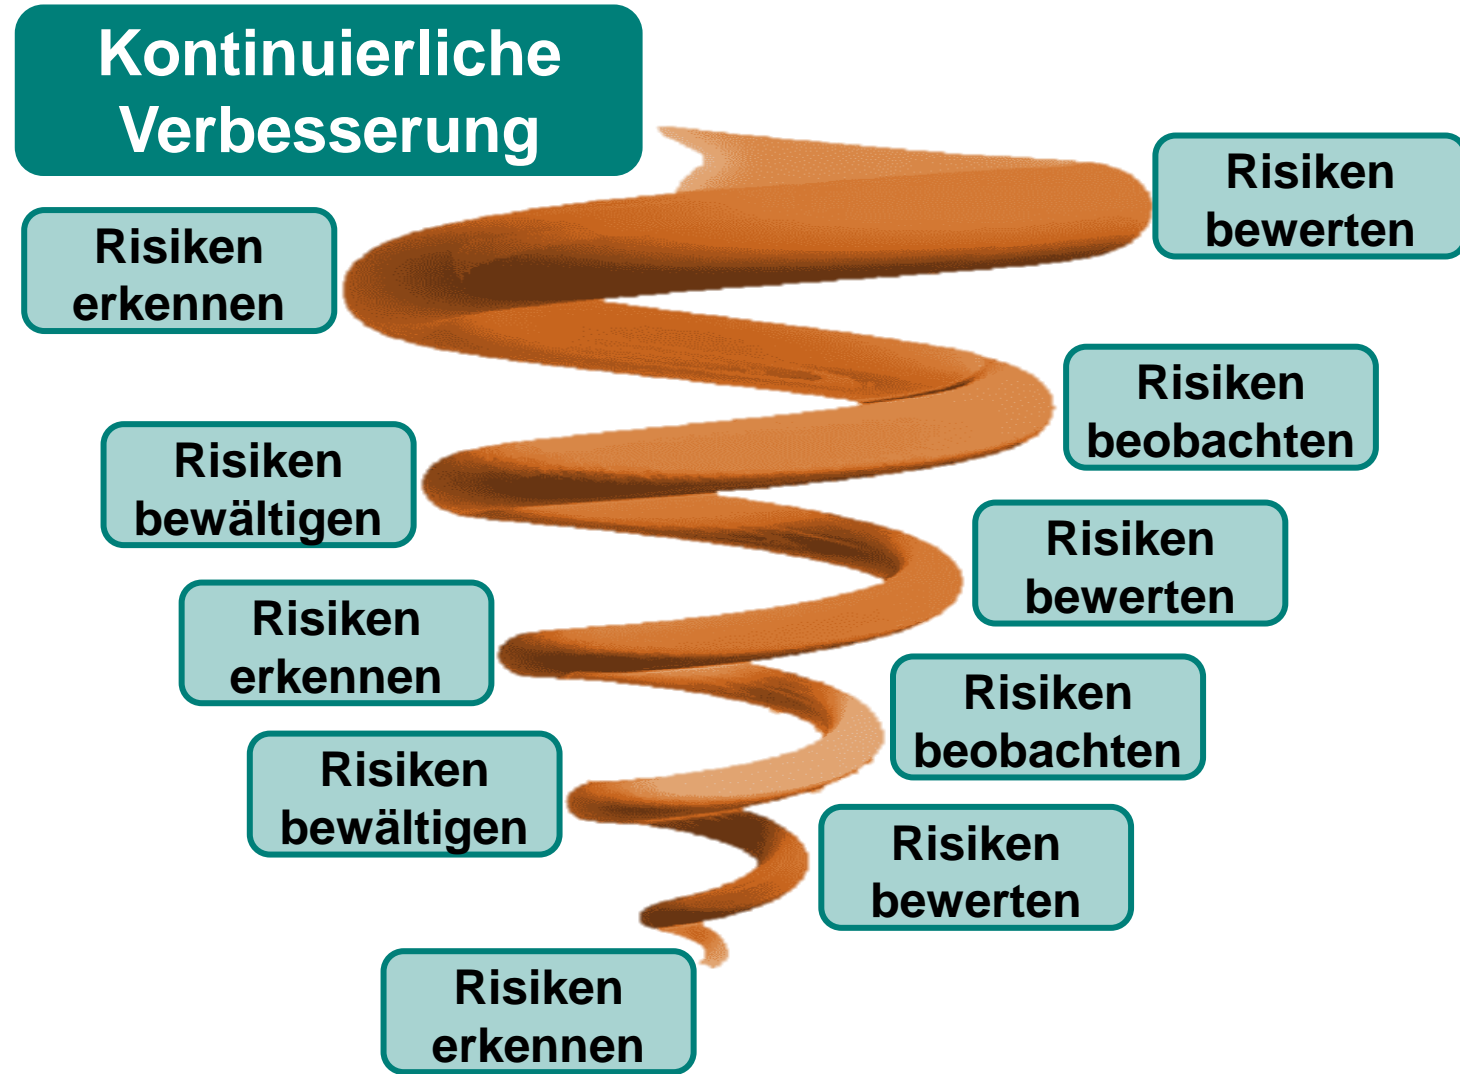 Kontinuierliche
Verbesserung
Risiken
bewerten
Risiken
erkennen
Risiken
beobachten
Risiken
bewältigen
Risiken
bewerten
Risiken
erkennen
Risiken
beobachten
Risiken
bewältigen
Risiken
bewerten
Risiken
erkennen